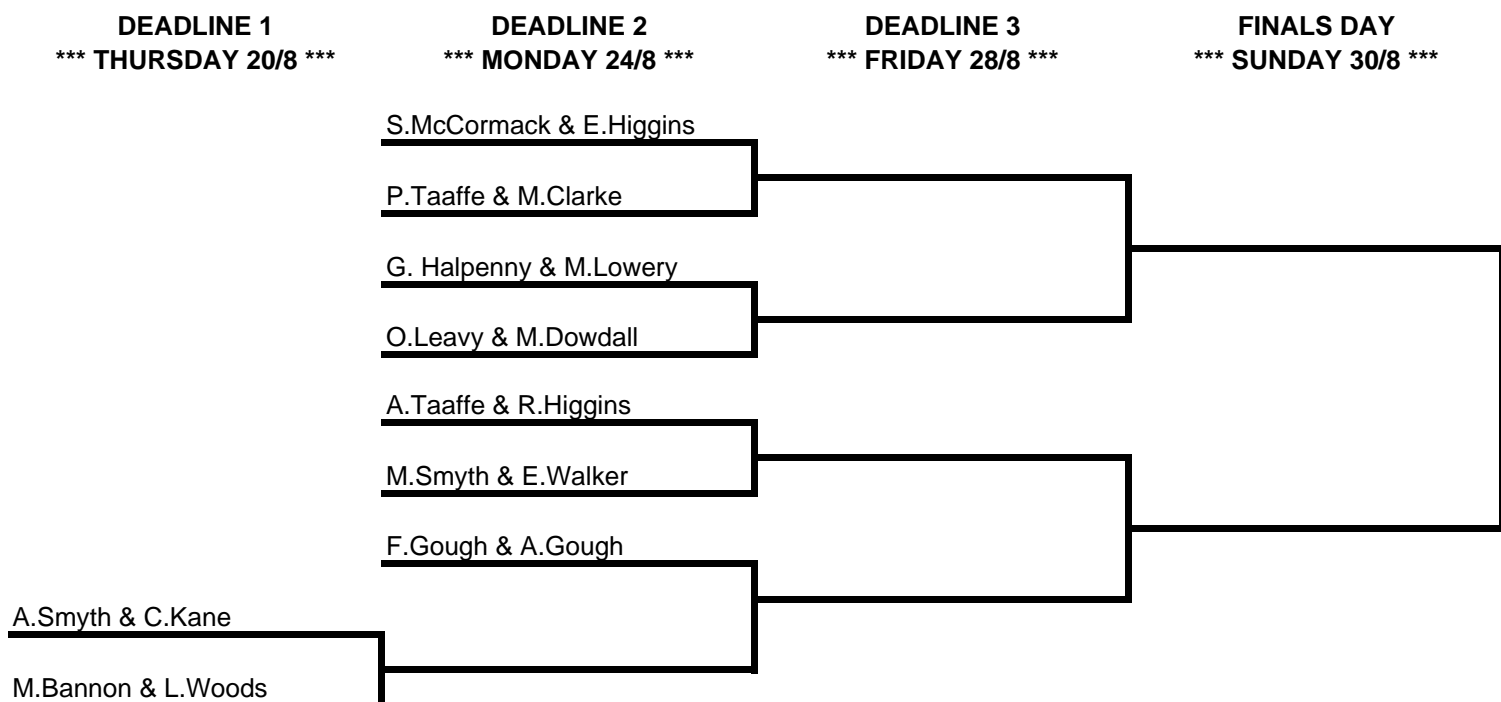 DEADLINE 1 DEADLINE 2 DEADLINE 3 FINALS DAY
*** THURSDAY 20/8 *** *** MONDAY 24/8 *** *** FRIDAY 28/8 *** *** SUNDAY 30/8 ***
S.McCormack & E.Higgins
P.Taaffe & M.Clarke
G. Halpenny & M.Lowery
O.Leavy & M.Dowdall
A.Taaffe & R.Higgins
M.Smyth & E.Walker
F.Gough & A.Gough
A.Smyth & C.Kane
M.Bannon & L.Woods